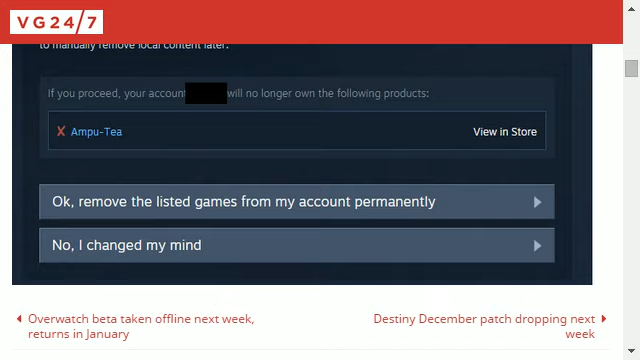 VG24/7
to manually remove local content later.
If you proceed, your account will no longer own the following products:
X Ampu-Tea View in Store
Ok, remove the listed games from my account permanently
No, I changed my mind
Overwatch beta taken offline next week,
returns in January
Destiny December patch dropping next
week